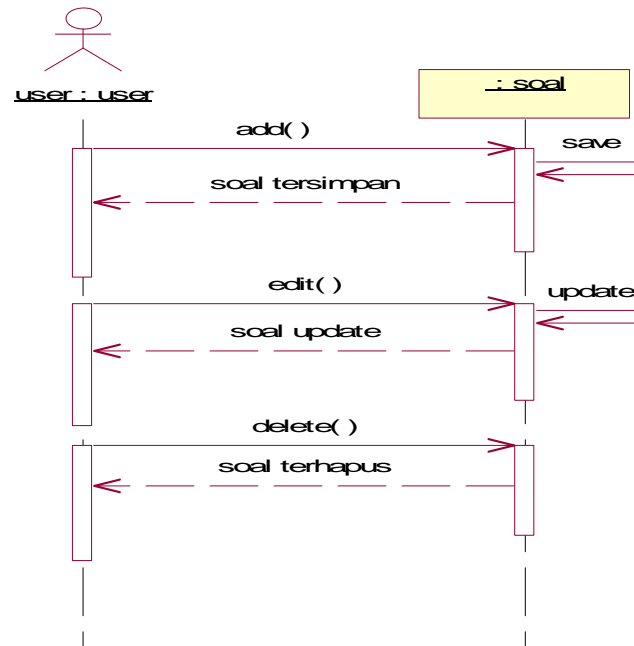 user : user
: soal
add( )
save
soal tersimpan
edit( )
update
soal update
delete( )
soal terhapus